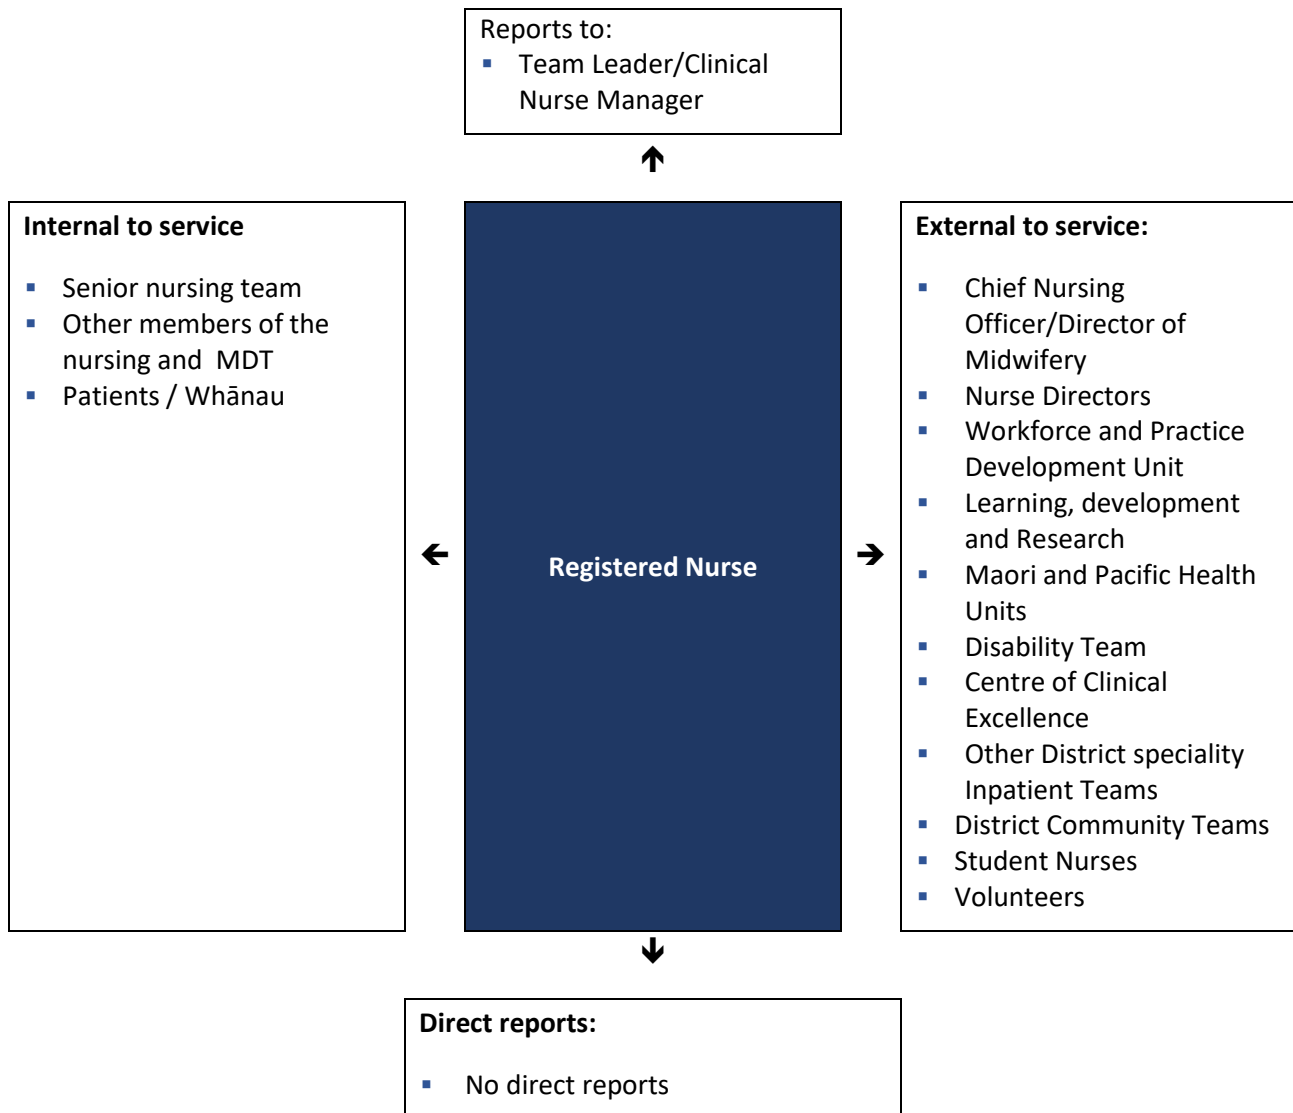 Reports to:
▪ Team Leader/Clinical
Nurse Manager
Internal to service
▪ Senior nursing team
▪ Other members of the
nursing and  MDT
▪ Patients / Whānau
Registered Nurse
External to service:
▪ Chief Nursing
Officer/Director of
Midwifery
▪ Nurse Directors
▪ Workforce and Practice
Development Unit
▪ Learning, development
and Research
▪ Maori and Pacific Health
Units
▪ Disability Team
▪ Centre of Clinical
Excellence
▪ Other District speciality
Inpatient Teams
▪ District Community Teams
▪ Student Nurses
▪ Volunteers
Direct reports:
▪ No direct reports